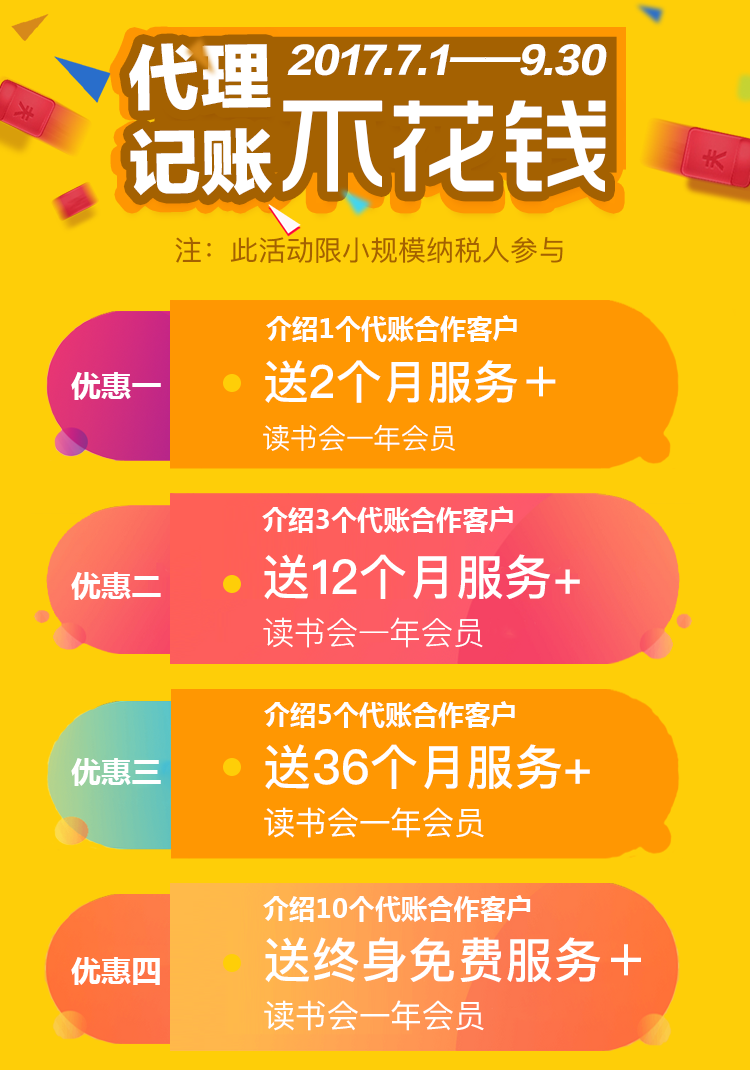 代理 2017.7.1——9.30
记账 不花钱
注：此活动限小规模纳税人参与
介绍1个代账合作客户
优惠一
送2个月服务＋
读书会一年会员
介绍3个代账合作客户
优惠二
送12个月服务+
读书会一年会员
介绍5个代账合作客户
优惠三
送36个月服务+
读书会一年会员
介绍10个代账合作客户
优惠四
送终身免费服务＋
读书会一年会员